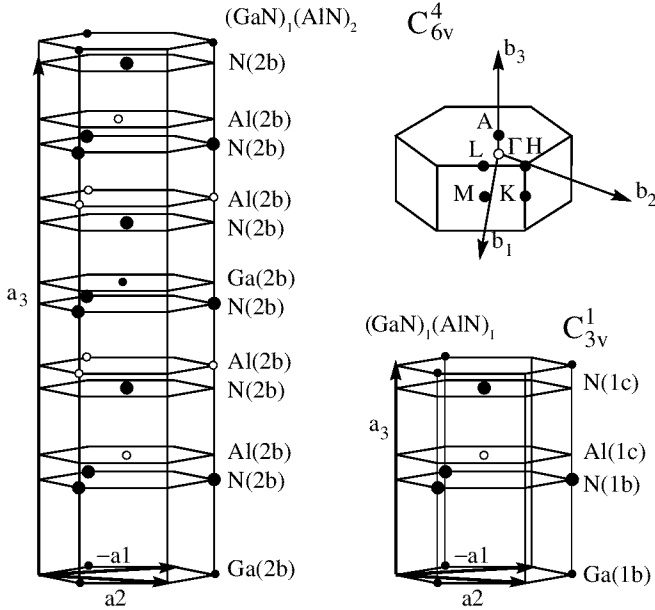 (GaN)₁(AlN)₂
N(2b)
Al(2b)
N(2b)
Al(2b)
N(2b)
Ga(2b)
N(2b)
Al(2b)
N(2b)
Al(2b)
N(2b)
Ga(2b)
a₃
−a1
a2
C⁴₆ᵥ
b₃
A
Γ
H
L
M
K
b₂
b₁
(GaN)₁(AlN)₁
C¹₃ᵥ
N(1c)
a₃
Al(1c)
N(1b)
−a1
Ga(1b)
a2